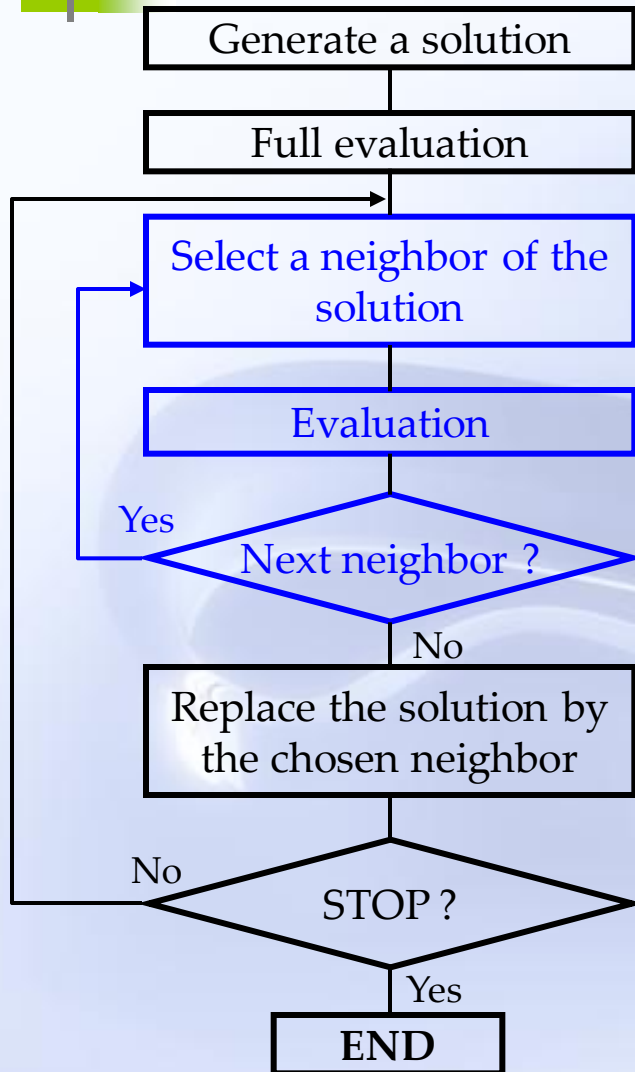 Generate a solution
Full evaluation
Select a neighbor of the
solution
Evaluation
Yes
Next neighbor ?
No
Replace the solution by
the chosen neighbor
No
STOP ?
Yes
END